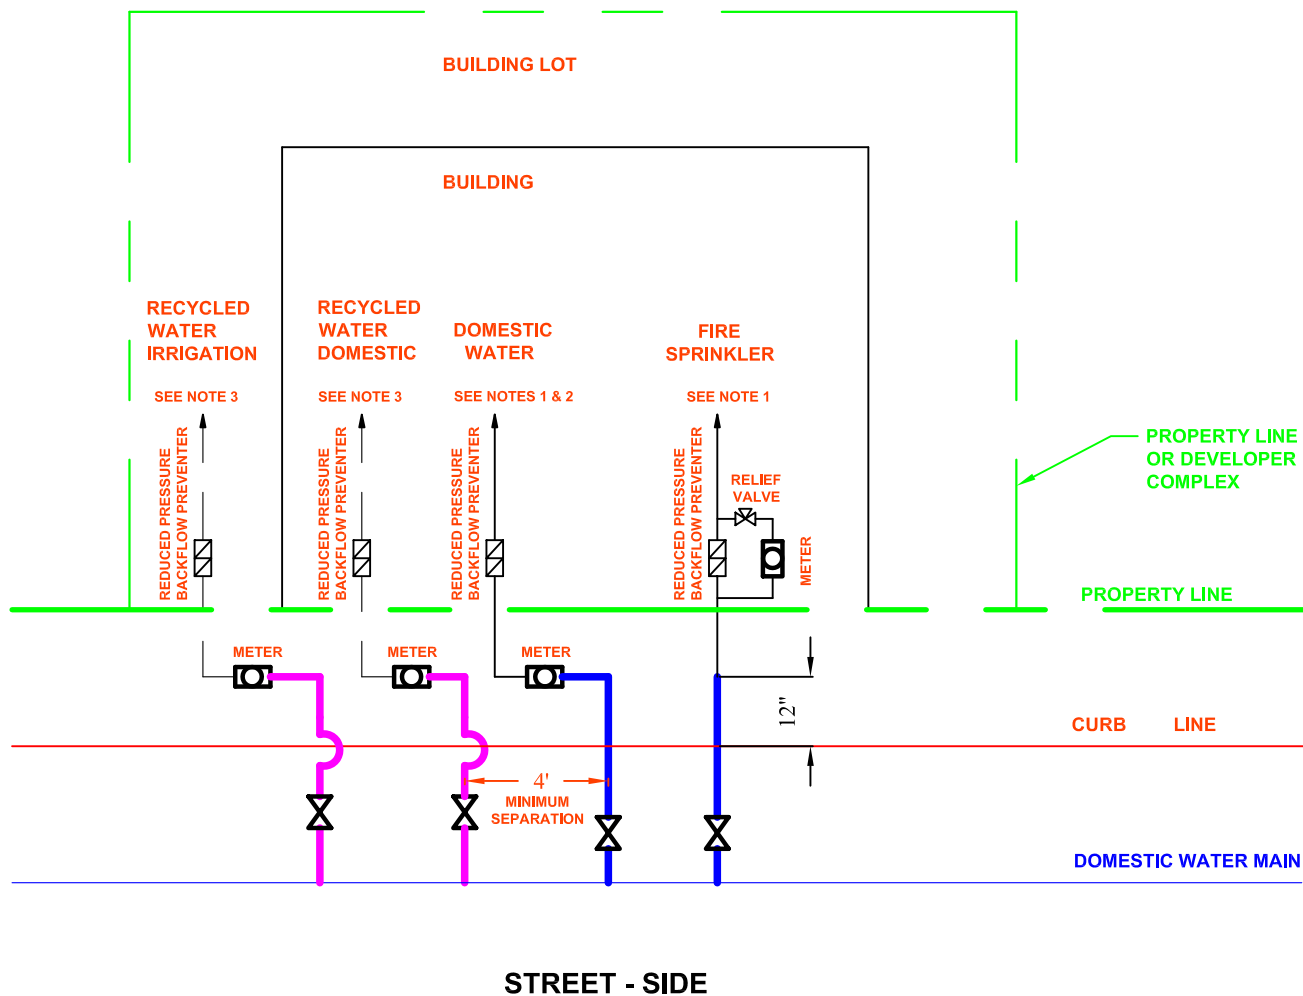 BUILDING LOT
BUILDING
RECYCLED
WATER
IRRIGATION
RECYCLED
WATER
DOMESTIC
DOMESTIC
WATER
FIRE
SPRINKLER
SEE NOTE 3
SEE NOTE 3
SEE NOTES 1 & 2
SEE NOTE 1
REDUCED PRESSURE
BACKFLOW PREVENTER
REDUCED PRESSURE
BACKFLOW PREVENTER
REDUCED PRESSURE
BACKFLOW PREVENTER
REDUCED PRESSURE
BACKFLOW PREVENTER
RELIEF
VALVE
METER
PROPERTY LINE
OR DEVELOPER
COMPLEX
PROPERTY LINE
METER
METER
METER
12"
CURB LINE
4'
MINIMUM
SEPARATION
DOMESTIC WATER MAIN
STREET - SIDE